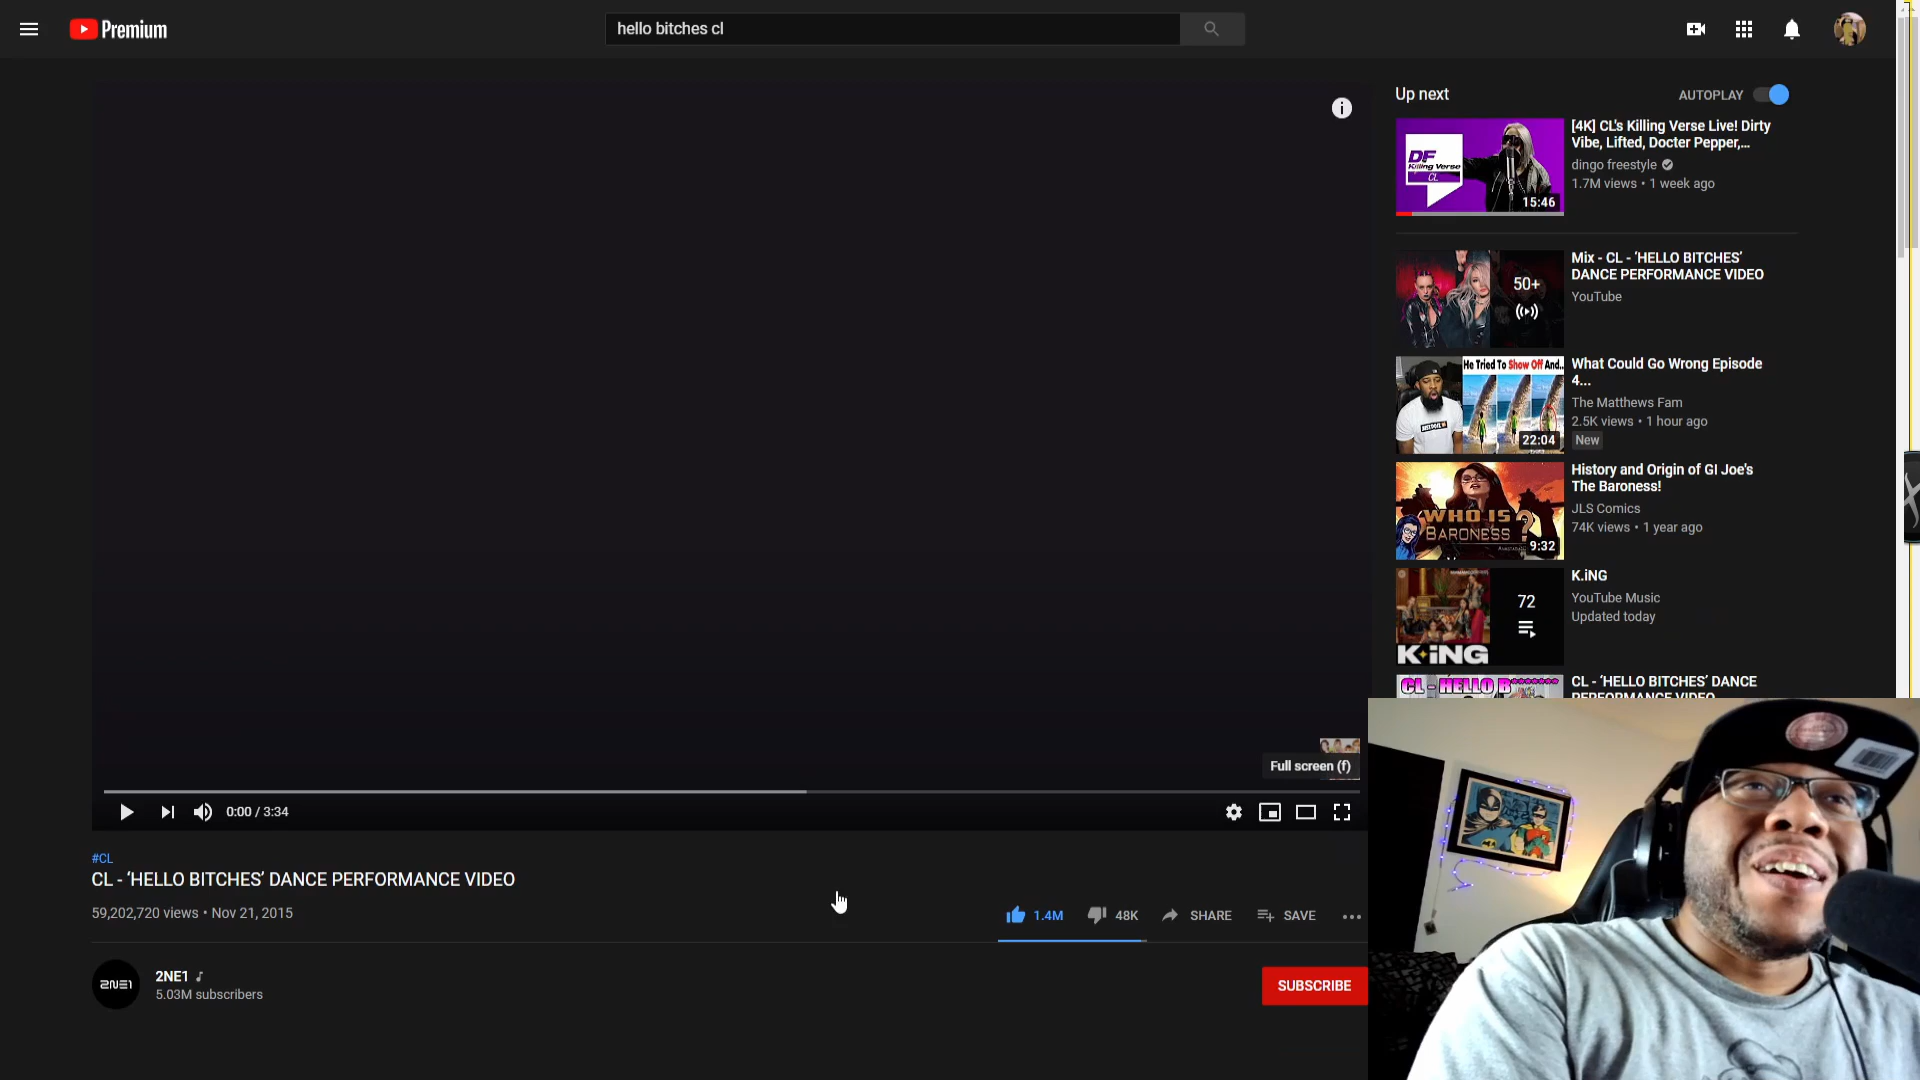 Premium
hello bitches cl
Up next
AUTOPLAY
[4K] CL's Killing Verse Live! Dirty
Vibe, Lifted, Docter Pepper,...
dingo freestyle
1.7M views • 1 week ago
DF
Killing Verse
CL
15:46
Mix - CL - ‘HELLO BITCHES’
DANCE PERFORMANCE VIDEO
YouTube
50+
He Tried To Show Off And..
What Could Go Wrong Episode
4...
The Matthews Fam
2.5K views • 1 hour ago
New
22:04
History and Origin of GI Joe's
The Baroness!
JLS Comics
74K views • 1 year ago
WHO IS
BARONESS ?
9:32
K.iNG
YouTube Music
Updated today
72
K.iNG
CL - HELLO B*******
CL - ‘HELLO BITCHES’ DANCE
PERFORMANCE VIDEO
Full screen (f)
0:00 / 3:34
#CL
CL - ‘HELLO BITCHES’ DANCE PERFORMANCE VIDEO
59,202,720 views • Nov 21, 2015
1.4M
48K
SHARE
SAVE
2NE1
2NE1
5.03M subscribers
SUBSCRIBE